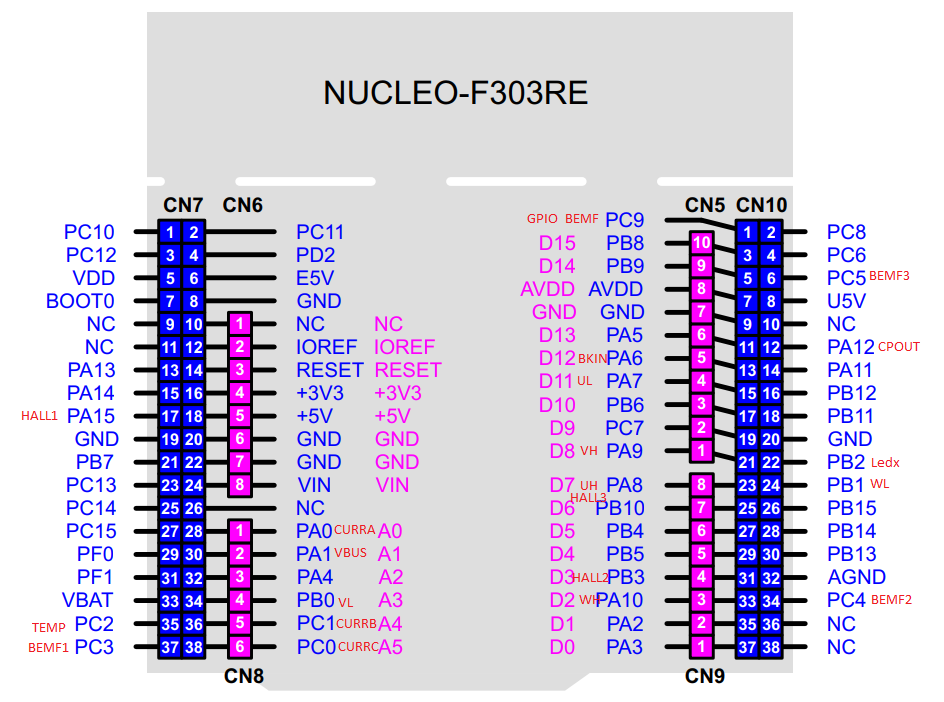 NUCLEO-F303RE
CN7 CN6 CN5 CN10
GPIO BEMF PC9
PC10 1 2 PC11 1 2 PC8
D15 PB8 10
PC12 3 4 PD2 3 4 PC6
D14 PB9 9
VDD 5 6 E5V 5 6 PC5 BEMF3
AVDD AVDD 8
BOOT0 7 8 GND 7 8 U5V
GND GND 7
NC 9 10 1 NC NC 9 10 NC
D13 PA5 6
NC 11 12 2 IOREF IOREF 11 12 PA12 CPOUT
D12 BKIN PA6 5
PA13 13 14 3 RESET RESET 13 14 PA11
D11 UL PA7 4
PA14 15 16 4 +3V3 +3V3 15 16 PB12
D10 PB6 3
HALL1 PA15 17 18 5 +5V +5V 17 18 PB11
D9 PC7 2
GND 19 20 6 GND GND 19 20 GND
D8 VH PA9 1
PB7 21 22 7 GND GND 21 22 PB2 Ledx
PC13 23 24 8 VIN VIN D7 UH PA8 8 23 24 PB1 WL
HALL3
PC14 25 26 NC D6 PB10 7 25 26 PB15
PC15 27 28 1 PA0 CURRA A0 D5 PB4 6 27 28 PB14
PF0 29 30 2 PA1 VBUS A1 D4 PB5 5 29 30 PB13
PF1 31 32 3 PA4 A2 D3 HALL2 PB3 4 31 32 AGND
VBAT 33 34 4 PB0 VL A3 D2 WH PA10 3 33 34 PC4 BEMF2
TEMP PC2 35 36 5 PC1 CURRB A4 D1 PA2 2 35 36 NC
BEMF1 PC3 37 38 6 PC0 CURRC A5 D0 PA3 1 37 38 NC
CN8 CN9